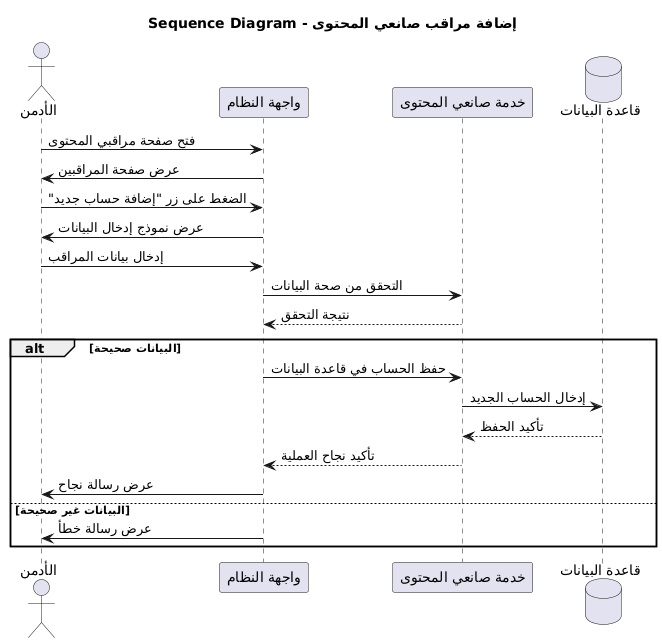 Sequence Diagram - إضافة مراقب صانعي المحتوى
الأدمن
واجهة النظام
خدمة صانعي المحتوى
قاعدة البيانات
فتح صفحة مراقبي المحتوى
عرض صفحة المراقبين
الضغط على زر "إضافة حساب جديد"
عرض نموذج إدخال البيانات
إدخال بيانات المراقب
التحقق من صحة البيانات
نتيجة التحقق
alt [البيانات صحيحة]
حفظ الحساب في قاعدة البيانات
إدخال الحساب الجديد
تأكيد الحفظ
تأكيد نجاح العملية
عرض رسالة نجاح
[البيانات غير صحيحة]
عرض رسالة خطأ
الأدمن
واجهة النظام
خدمة صانعي المحتوى
قاعدة البيانات